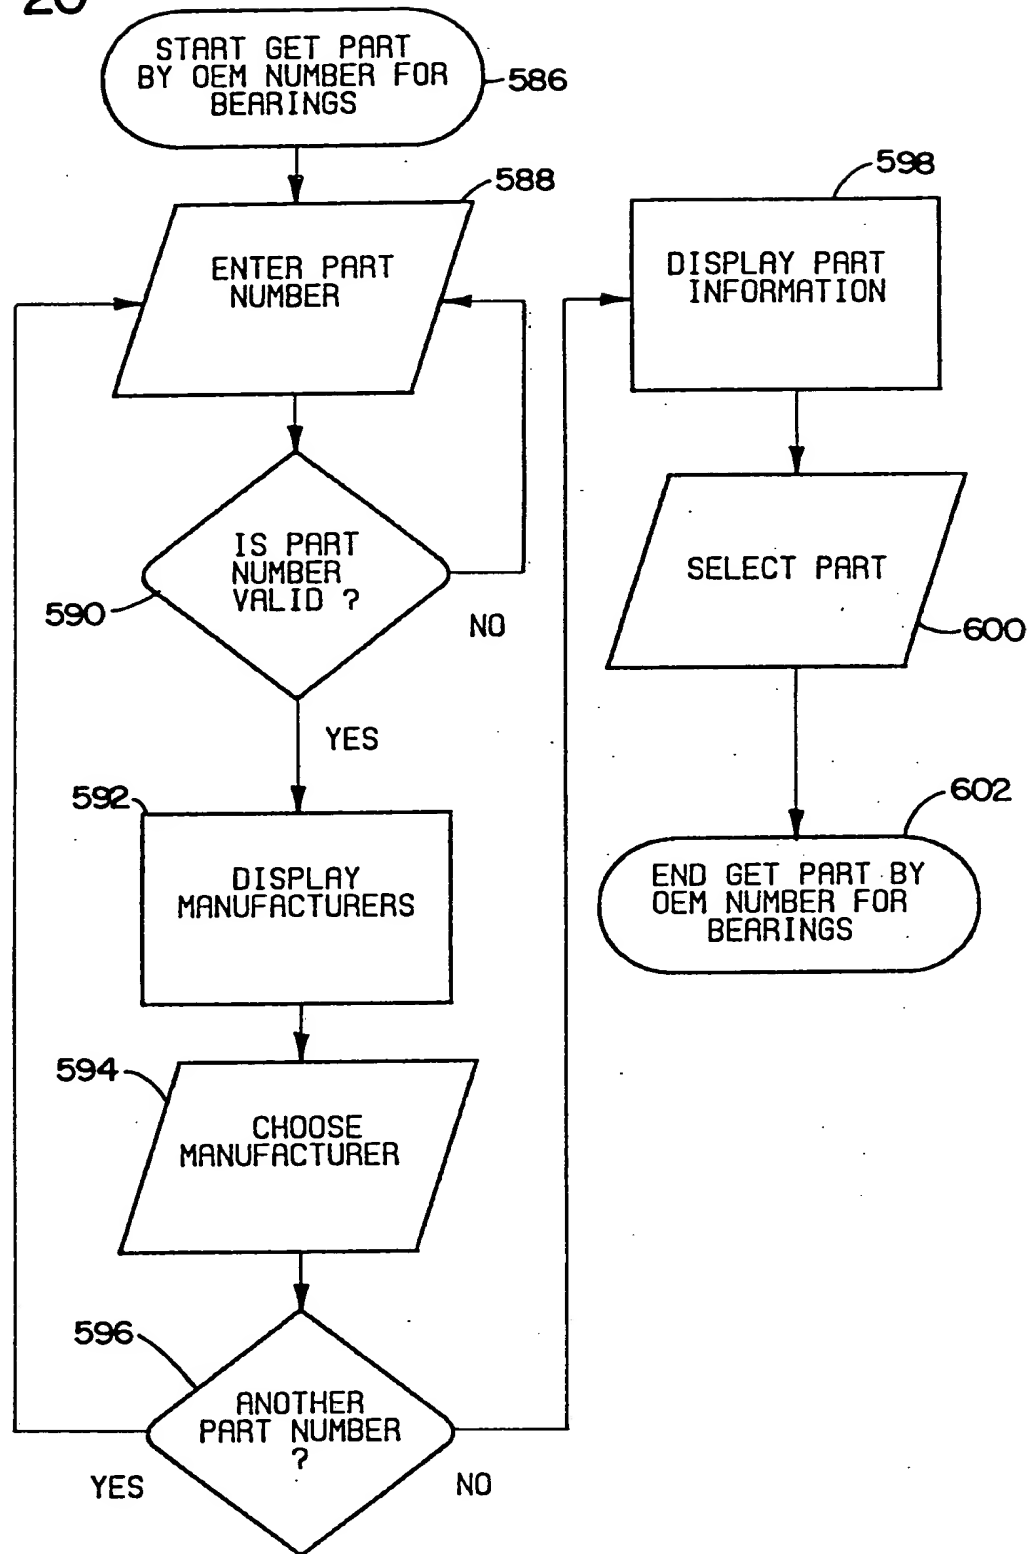 20
START GET PART
BY OEM NUMBER FOR
BEARINGS
586
588
ENTER PART
NUMBER
IS PART
NUMBER
VALID ?
590
NO
YES
592
DISPLAY
MANUFACTURERS
594
CHOOSE
MANUFACTURER
596
ANOTHER
PART NUMBER
?
YES
NO
598
DISPLAY PART
INFORMATION
SELECT PART
600
602
END GET PART BY
OEM NUMBER FOR
BEARINGS